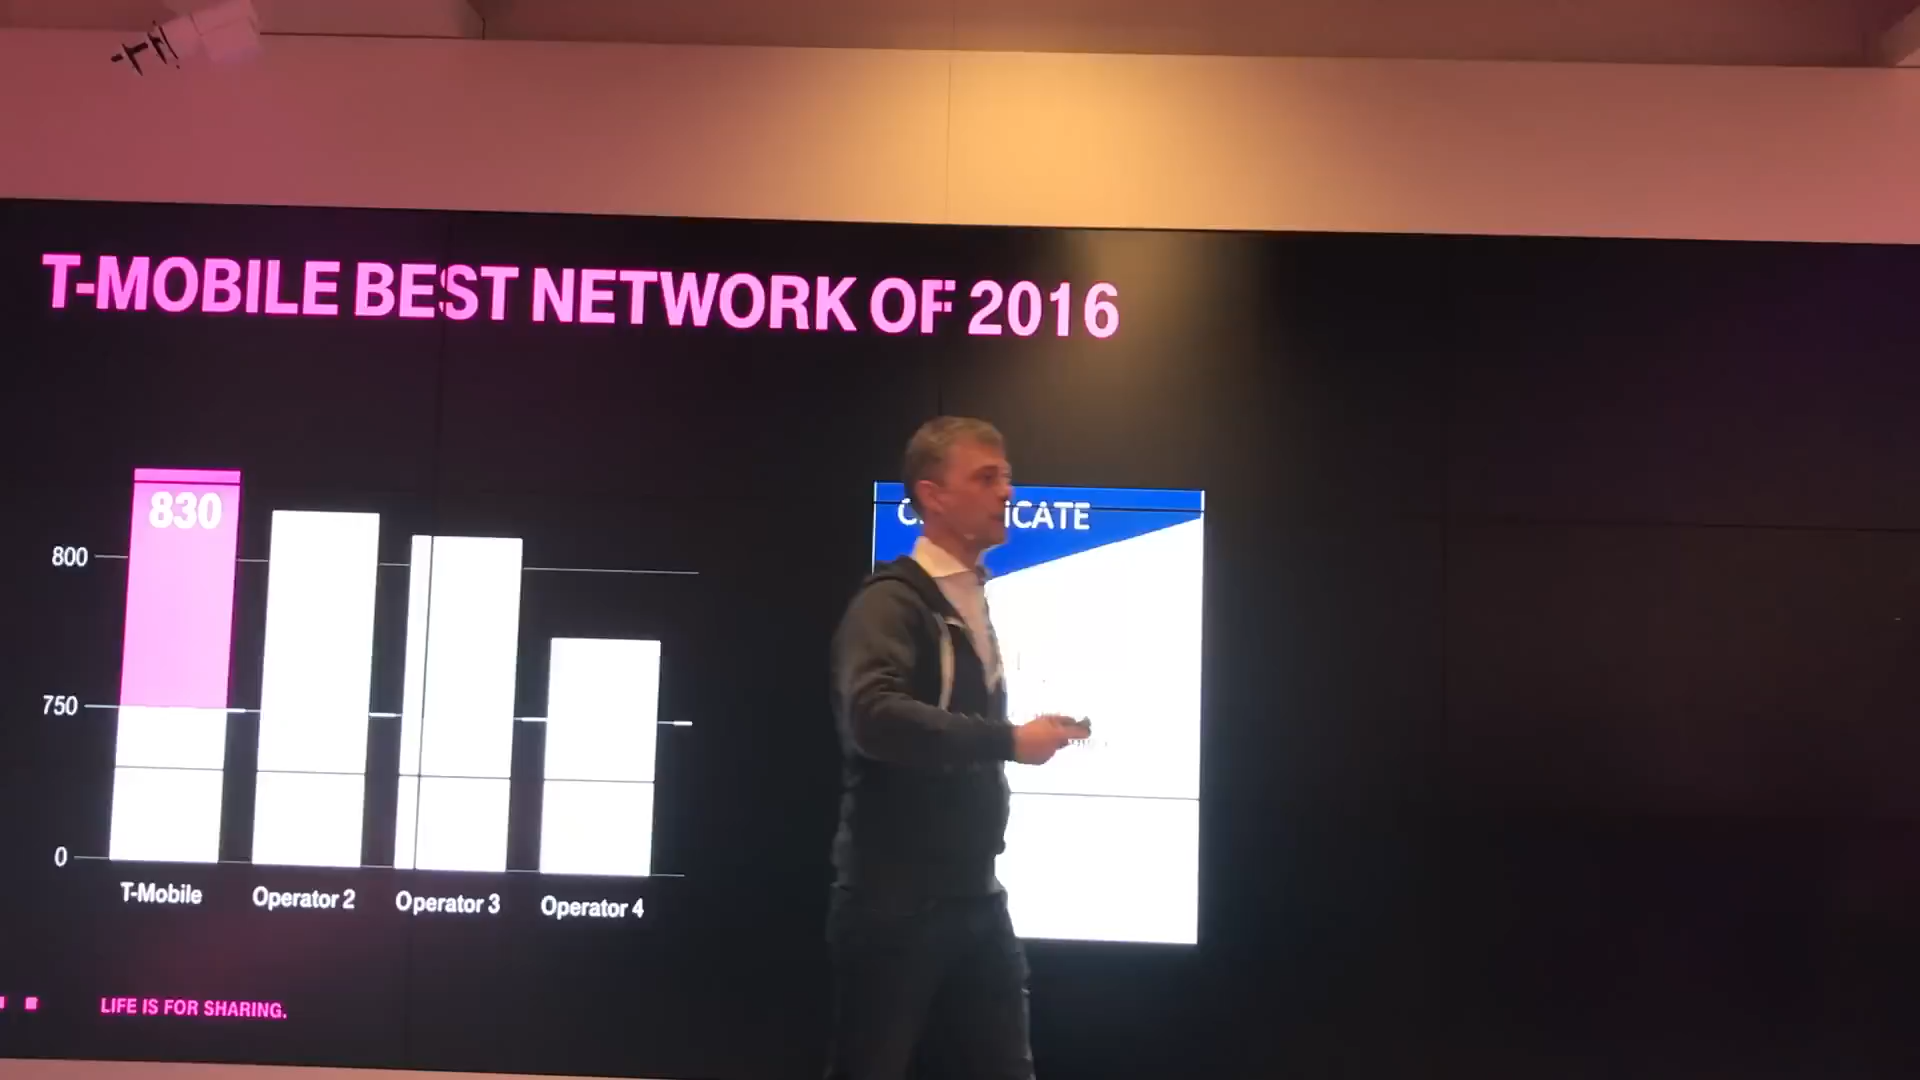 T-MOBILE BEST NETWORK OF 2016
830
800
750
0
T-Mobile
Operator 2
Operator 3
Operator 4
LIFE IS FOR SHARING.